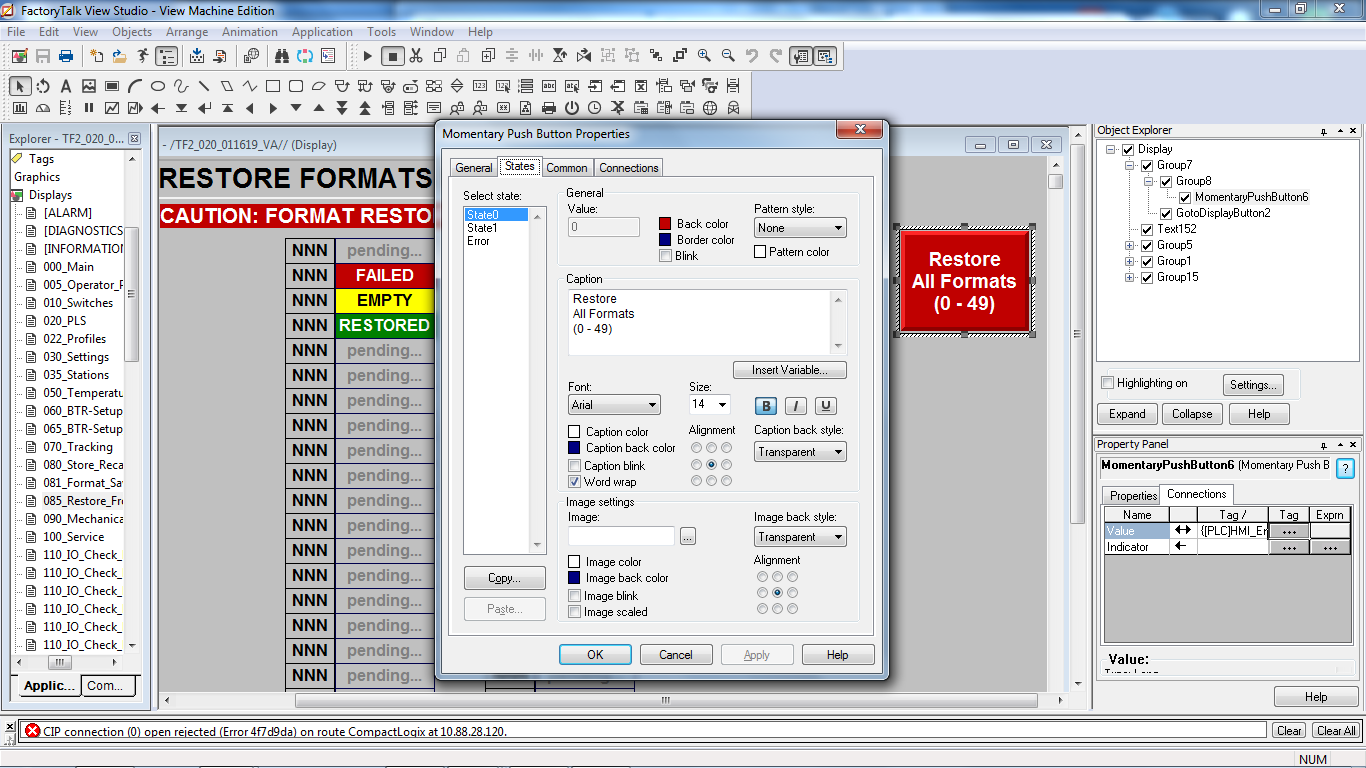 FactoryTalk View Studio - View Machine Edition
File Edit View Objects Arrange Animation Application Tools Window Help
Explorer - TF2_020_0...
Tags
Graphics
Displays
[ALARM]
[DIAGNOSTICS
[INFORMATION
000_Main
005_Operator_P
010_Switches
020_PLS
022_Profiles
030_Settings
035_Stations
050_Temperatu
060_BTR-Setup
065_BTR-Setup
070_Tracking
080_Store_Reca
081_Format_Sa
085_Restore_Fr
090_Mechanica
100_Service
110_IO_Check_
110_IO_Check_
110_IO_Check_
110_IO_Check_
110_IO_Check_
110_IO_Check_
Applic... Com...
- /TF2_020_011619_VA// (Display)
RESTORE FORMATS
CAUTION: FORMAT RESTO
NNN pending...
NNN FAILED
NNN EMPTY
NNN RESTORED
NNN pending...
NNN pending...
NNN pending...
NNN pending...
NNN pending...
NNN pending...
NNN pending...
NNN pending...
NNN pending...
NNN pending...
NNN pending...
NNN pending...
NNN pending...
NNN pending...
Restore
All Formats
(0 - 49)
Momentary Push Button Properties
General States Common Connections
Select state:
State0
State1
Error
Copy...
Paste...
General
Value:
0
Back color
Border color
Blink
Pattern style:
None
Pattern color
Caption
Restore
All Formats
(0 - 49)
Insert Variable...
Font:
Arial
Size:
14
B I U
Caption color
Caption back color
Caption blink
Word wrap
Alignment
Caption back style:
Transparent
Image settings
Image:
...
Image color
Image back color
Image blink
Image scaled
Image back style:
Transparent
Alignment
OK Cancel Apply Help
Object Explorer
Display
Group7
Group8
MomentaryPushButton6
GotoDisplayButton2
Text152
Group5
Group1
Group15
Highlighting on Settings...
Expand Collapse Help
Property Panel
MomentaryPushButton6 (Momentary Push B
?
Properties Connections
Name Tag / Tag Exprn
Value {[PLC]HMI_Er ...
Indicator ... ...
Value:
Help
CIP connection (0) open rejected (Error 4f7d9da) on route CompactLogix at 10.88.28.120.
Clear Clear All
NUM